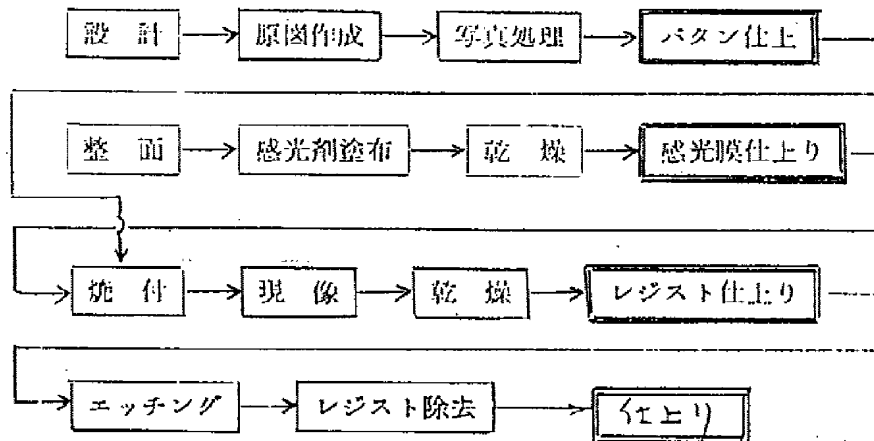 設計 原図作成 写真処理 パタン仕上
整面 感光剤塗布 乾燥 感光膜仕上り
焼付 現像 乾燥 レジスト仕上り
エッチング レジスト除去 仕上り